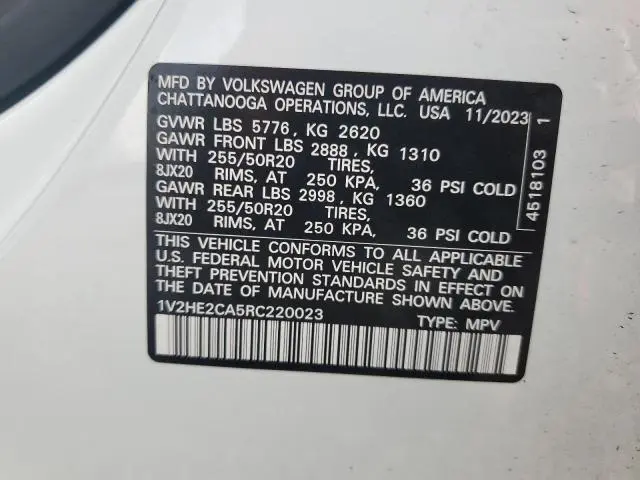 MFD BY VOLKSWAGEN GROUP OF AMERICA
CHATTANOOGA OPERATIONS, LLC. USA 11/2023
GVWR LBS 5776, KG 2620
GAWR FRONT LBS 2888, KG 1310
WITH 255/50R20 TIRES,
8JX20 RIMS, AT 250 KPA, 36 PSI COLD
GAWR REAR LBS 2998, KG 1360
WITH 255/50R20 TIRES,
8JX20 RIMS, AT 250 KPA, 36 PSI COLD
THIS VEHICLE CONFORMS TO ALL APPLICABLE
U.S. FEDERAL MOTOR VEHICLE SAFETY AND
THEFT PREVENTION STANDARDS IN EFFECT ON
THE DATE OF MANUFACTURE SHOWN ABOVE
1V2HE2CA5RC220023 TYPE: MPV
4518103 1